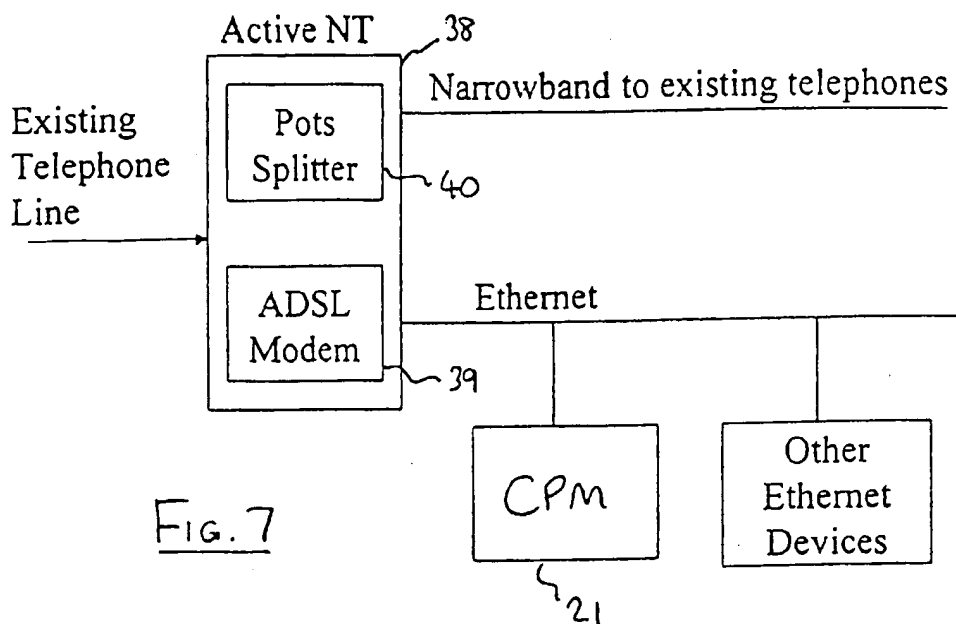 Active NT
38
Narrowband to existing telephones
Existing
Telephone
Line
Pots
Splitter
40
Ethernet
ADSL
Modem
39
CPM
21
Other
Ethernet
Devices
FIG. 7